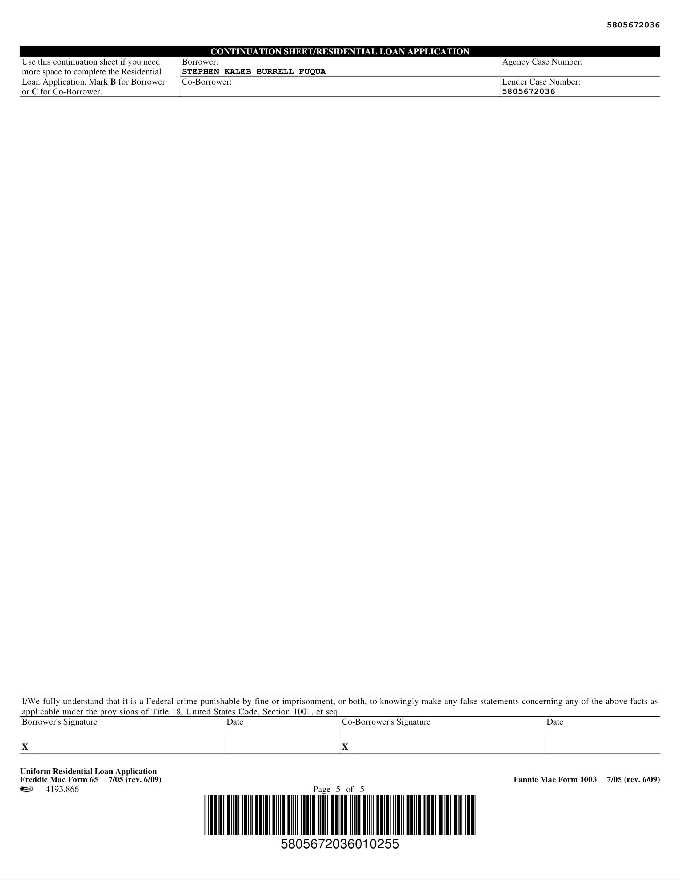 5805672036
CONTINUATION SHEET/RESIDENTIAL LOAN APPLICATION
Use this continuation sheet if you need
more space to complete the Residential
Loan Application. Mark B for Borrower
or C for Co-Borrower.
Borrower:
STEPHEN KALEB BURRELL FUQUA
Agency Case Number:
Co-Borrower:
Lender Case Number:
5805672036
I/We fully understand that it is a Federal crime punishable by fine or imprisonment, or both, to knowingly make any false statements concerning any of the above facts as
applicable under the provisions of Title 18, United States Code, Section 1001, et seq.
Borrower's Signature Date Co-Borrower's Signature Date
X X
Uniform Residential Loan Application
Freddie Mac Form 65 7/05 (rev. 6/09) Fannie Mae Form 1003 7/05 (rev. 6/09)
4193.866 Page 5 of 5
5805672036010255